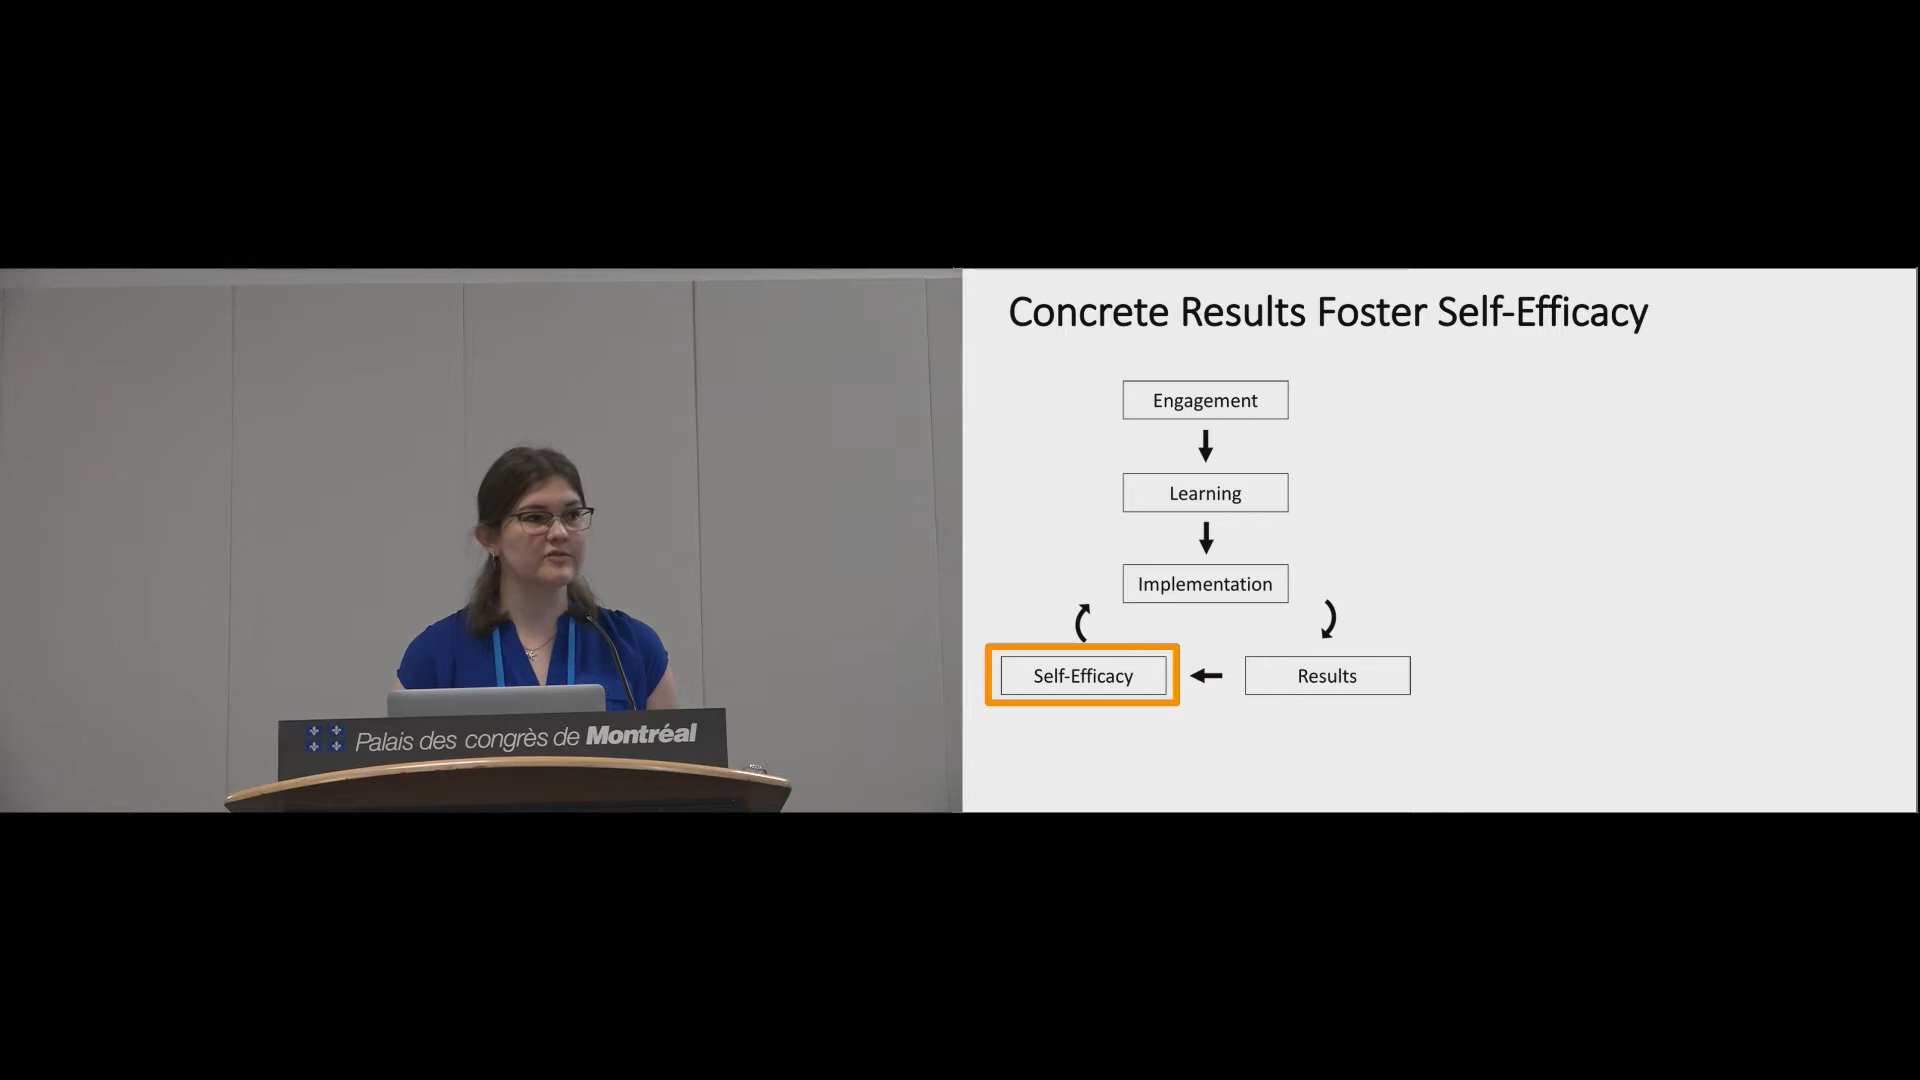 Palais des congrès de Montréal
Concrete Results Foster Self-Efficacy
Engagement
Learning
Implementation
Self-Efficacy
Results